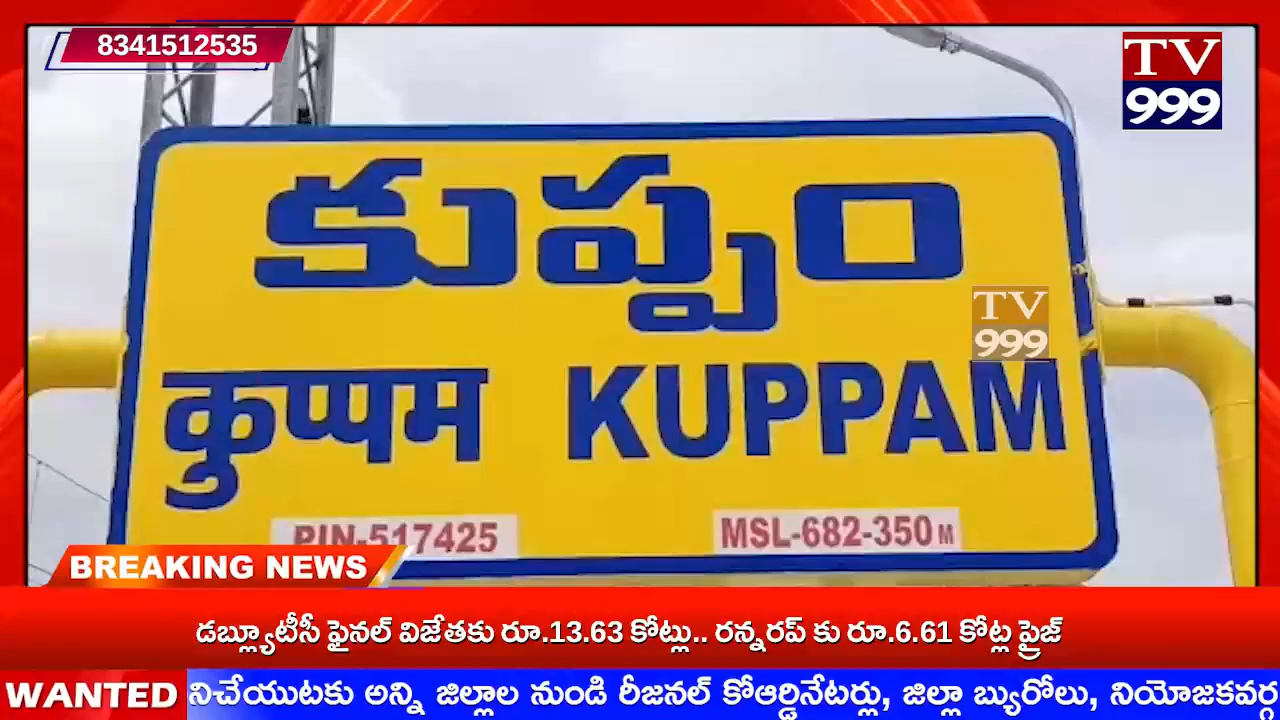 8341512535
TV
999
కుప్పం
TV
999
कुप्पम KUPPAM
PIN-517425
MSL-682-350 M
BREAKING NEWS
డబ్ల్యూటీసీ ఫైనల్ విజేతకు రూ.13.63 కోట్లు.. రన్నరప్ కు రూ.6.61 కోట్ల ప్రైజ్
WANTED నిచేయుటకు అన్ని జిల్లాల నుండి రీజనల్ కోఆర్డినేటర్లు, జిల్లా బ్యురోలు, నియోజకవర్గ